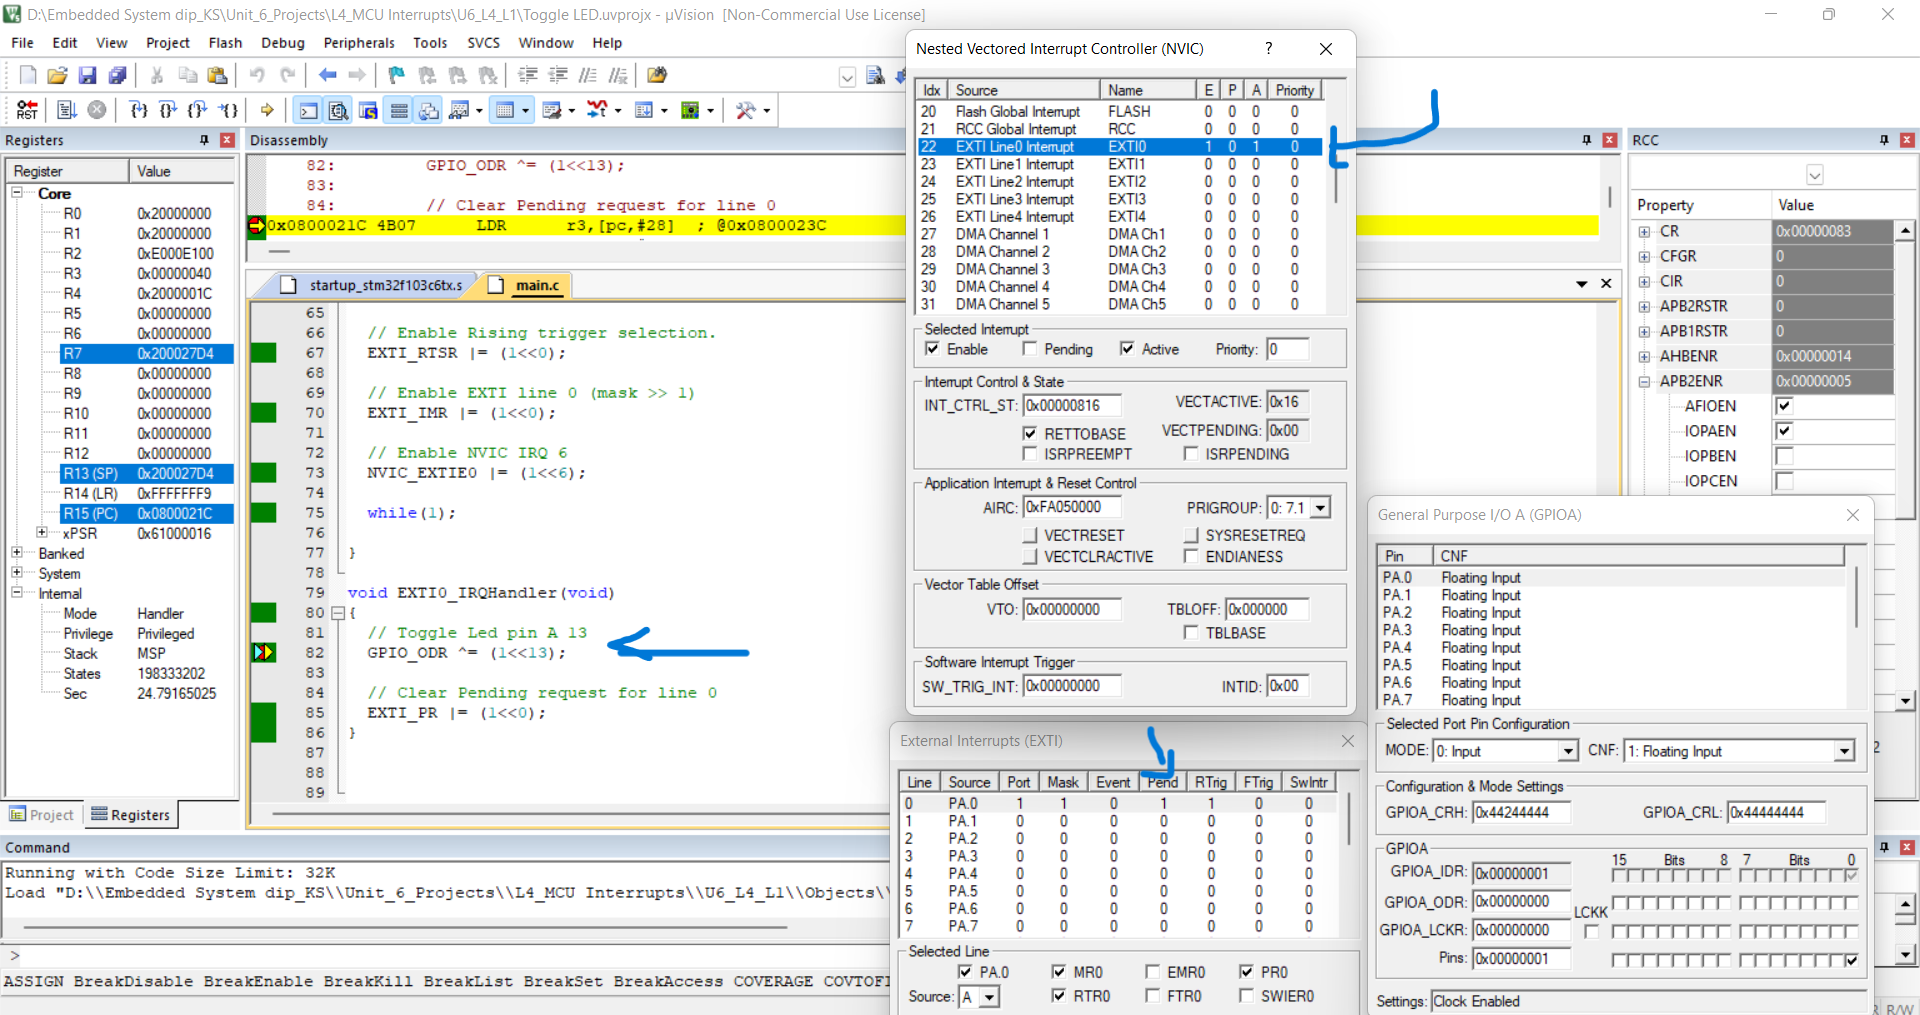 D:\Embedded System dip_KS\Unit_6_Projects\L4_MCU Interrupts\U6_L4_L1\Toggle LED.uvprojx - µVision [Non-Commercial Use License]
File Edit View Project Flash Debug Peripherals Tools SVCS Window Help
Registers
Register Value
Core
R0 0x20000000
R1 0x20000000
R2 0xE000E100
R3 0x00000040
R4 0x2000001C
R5 0x00000000
R6 0x00000000
R7 0x200027D4
R8 0x00000000
R9 0x00000000
R10 0x00000000
R11 0x00000000
R12 0x00000000
R13 (SP) 0x200027D4
R14 (LR) 0xFFFFFFF9
R15 (PC) 0x0800021C
xPSR 0x61000016
Banked
System
Internal
Mode Handler
Privilege Privileged
Stack MSP
States 198333202
Sec 24.79165025
Project Registers
Disassembly
82: GPIO_ODR ^= (1<<13);
83:
84: // Clear Pending request for line 0
0x0800021C 4B07 LDR r3,[pc,#28] ; @0x0800023C
startup_stm32f103c6tx.s main.c
65
66 // Enable Rising trigger selection.
67 EXTI_RTSR |= (1<<0);
68
69 // Enable EXTI line 0 (mask >> 1)
70 EXTI_IMR |= (1<<0);
71
72 // Enable NVIC IRQ 6
73 NVIC_EXTIE0 |= (1<<6);
74
75 while(1);
76
77 }
78
79 void EXTI0_IRQHandler(void)
80 {
81 // Toggle Led pin A 13
82 GPIO_ODR ^= (1<<13);
83
84 // Clear Pending request for line 0
85 EXTI_PR |= (1<<0);
86 }
87
88
89
Command
Running with Code Size Limit: 32K
Load "D:\\Embedded System dip_KS\\Unit_6_Projects\\L4_MCU Interrupts\\U6_L4_L1\\Objects\\
>
ASSIGN BreakDisable BreakEnable BreakKill BreakList BreakSet BreakAccess COVERAGE COVTOFI
Nested Vectored Interrupt Controller (NVIC)
?
Idx Source Name E P A Priority
20 Flash Global Interrupt FLASH 0 0 0 0
21 RCC Global Interrupt RCC 0 0 0 0
22 EXTI Line0 Interrupt EXTI0 1 0 1 0
23 EXTI Line1 Interrupt EXTI1 0 0 0 0
24 EXTI Line2 Interrupt EXTI2 0 0 0 0
25 EXTI Line3 Interrupt EXTI3 0 0 0 0
26 EXTI Line4 Interrupt EXTI4 0 0 0 0
27 DMA Channel 1 DMA Ch1 0 0 0 0
28 DMA Channel 2 DMA Ch2 0 0 0 0
29 DMA Channel 3 DMA Ch3 0 0 0 0
30 DMA Channel 4 DMA Ch4 0 0 0 0
31 DMA Channel 5 DMA Ch5 0 0 0 0
Selected Interrupt
Enable Pending Active Priority: 0
Interrupt Control & State
INT_CTRL_ST: 0x00000816 VECTACTIVE: 0x16
RETTOBASE VECTPENDING: 0x00
ISRPREEMPT ISRPENDING
Application Interrupt & Reset Control
AIRC: 0xFA050000 PRIGROUP: 0: 7.1
VECTRESET SYSRESETREQ
VECTCLRACTIVE ENDIANESS
Vector Table Offset
VTO: 0x00000000 TBLOFF: 0x000000
TBLBASE
Software Interrupt Trigger
SW_TRIG_INT: 0x00000000 INTID: 0x00
External Interrupts (EXTI)
Line Source Port Mask Event Pend RTrig FTrig SwIntr
0 PA.0 1 1 0 1 1 0 0
1 PA.1 0 0 0 0 0 0 0
2 PA.2 0 0 0 0 0 0 0
3 PA.3 0 0 0 0 0 0 0
4 PA.4 0 0 0 0 0 0 0
5 PA.5 0 0 0 0 0 0 0
6 PA.6 0 0 0 0 0 0 0
7 PA.7 0 0 0 0 0 0 0
Selected Line
PA.0 MR0 EMR0 PR0
Source: A RTR0 FTR0 SWIER0
RCC
Property Value
CR 0x00000083
CFGR 0
CIR 0
APB2RSTR 0
APB1RSTR 0
AHBENR 0x00000014
APB2ENR 0x00000005
AFIOEN
IOPAEN
IOPBEN
IOPCEN
General Purpose I/O A (GPIOA)
Pin CNF
PA.0 Floating Input
PA.1 Floating Input
PA.2 Floating Input
PA.3 Floating Input
PA.4 Floating Input
PA.5 Floating Input
PA.6 Floating Input
PA.7 Floating Input
Selected Port Pin Configuration
MODE: 0: Input CNF: 1: Floating Input
Configuration & Mode Settings
GPIOA_CRH: 0x44244444 GPIOA_CRL: 0x44444444
GPIOA
15 Bits 8 7 Bits 0
GPIOA_IDR: 0x00000001
GPIOA_ODR: 0x00000000
LCKK
GPIOA_LCKR: 0x00000000
Pins: 0x00000001
Settings: Clock Enabled
R/W